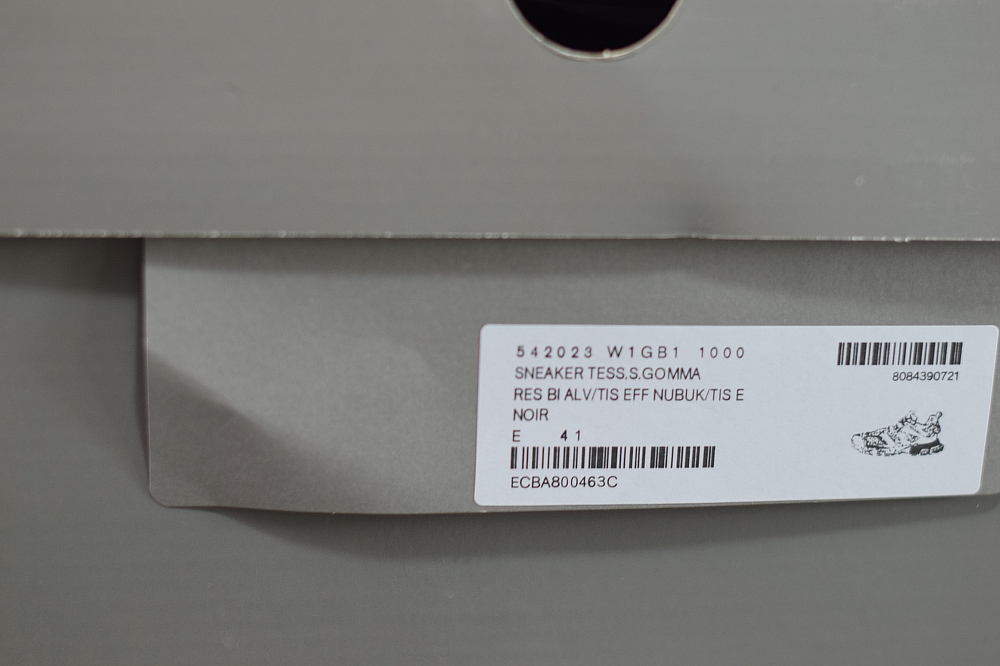 542023 W1GB1 1000
SNEAKER TESS.S.GOMMA
RES BI ALV/TIS EFF NUBUK/TIS E
NOIR
E 41
ECBA800463C
8084390721